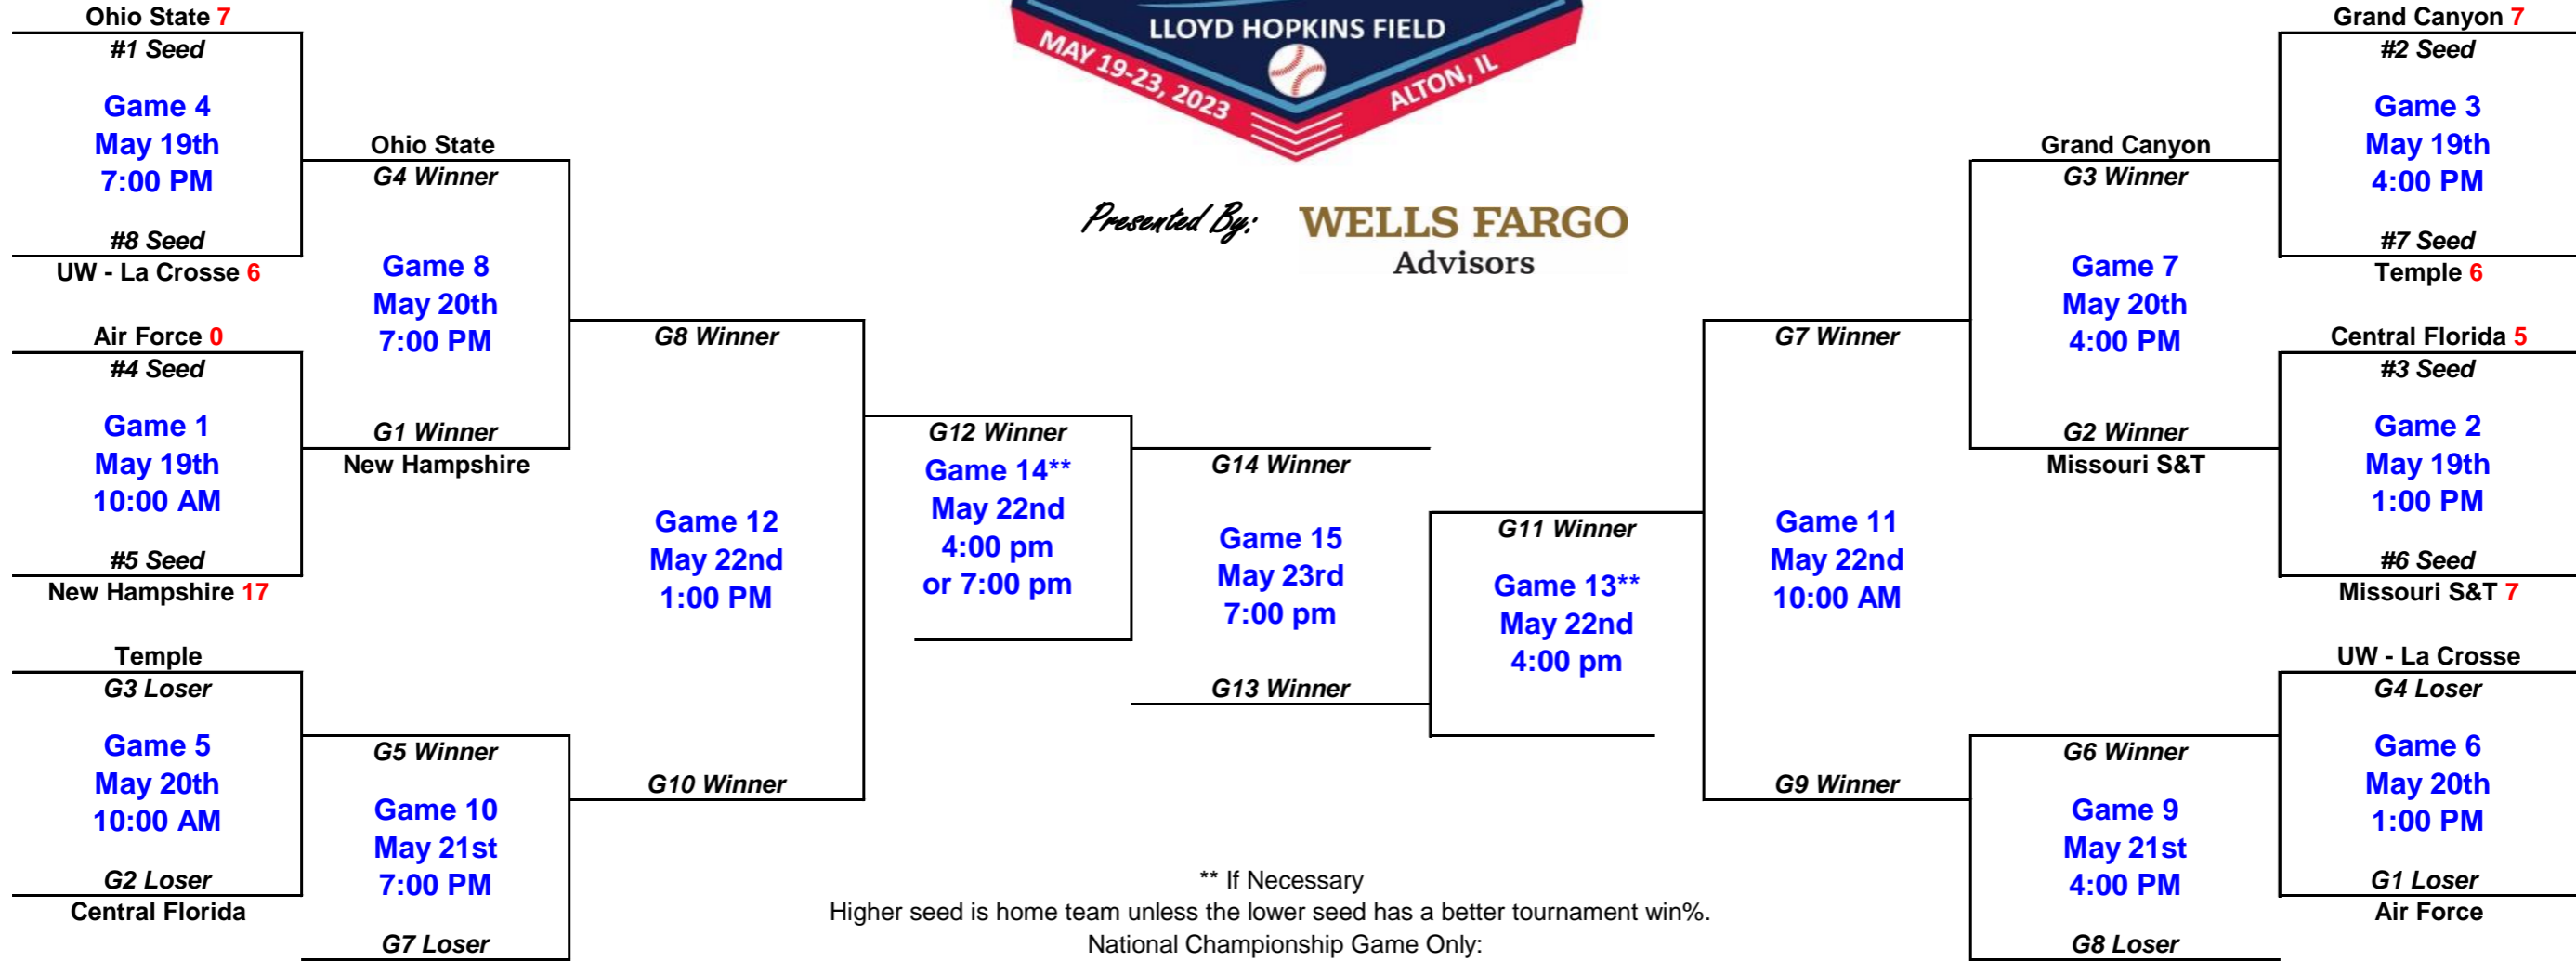 LLOYD HOPKINS FIELD
MAY 19-23, 2023
ALTON, IL
Presented By:
WELLS FARGO
Advisors
Ohio State 7
#1 Seed
Game 4
May 19th
7:00 PM
#8 Seed
UW - La Crosse 6
Air Force 0
#4 Seed
Game 1
May 19th
10:00 AM
#5 Seed
New Hampshire 17
Temple
G3 Loser
Game 5
May 20th
10:00 AM
G2 Loser
Central Florida
Ohio State
G4 Winner
Game 8
May 20th
7:00 PM
G1 Winner
New Hampshire
G5 Winner
Game 10
May 21st
7:00 PM
G7 Loser
G8 Winner
Game 12
May 22nd
1:00 PM
G10 Winner
G12 Winner
Game 14**
May 22nd
4:00 pm
or 7:00 pm
G14 Winner
Game 15
May 23rd
7:00 pm
G13 Winner
G11 Winner
Game 13**
May 22nd
4:00 pm
G7 Winner
Game 11
May 22nd
10:00 AM
G9 Winner
Grand Canyon
G3 Winner
Game 7
May 20th
4:00 PM
G2 Winner
Missouri S&T
G6 Winner
Game 9
May 21st
4:00 PM
G8 Loser
Grand Canyon 7
#2 Seed
Game 3
May 19th
4:00 PM
#7 Seed
Temple 6
Central Florida 5
#3 Seed
Game 2
May 19th
1:00 PM
#6 Seed
Missouri S&T 7
UW - La Crosse
G4 Loser
Game 6
May 20th
1:00 PM
G1 Loser
Air Force
** If Necessary
Higher seed is home team unless the lower seed has a better tournament win%.
National Championship Game Only: